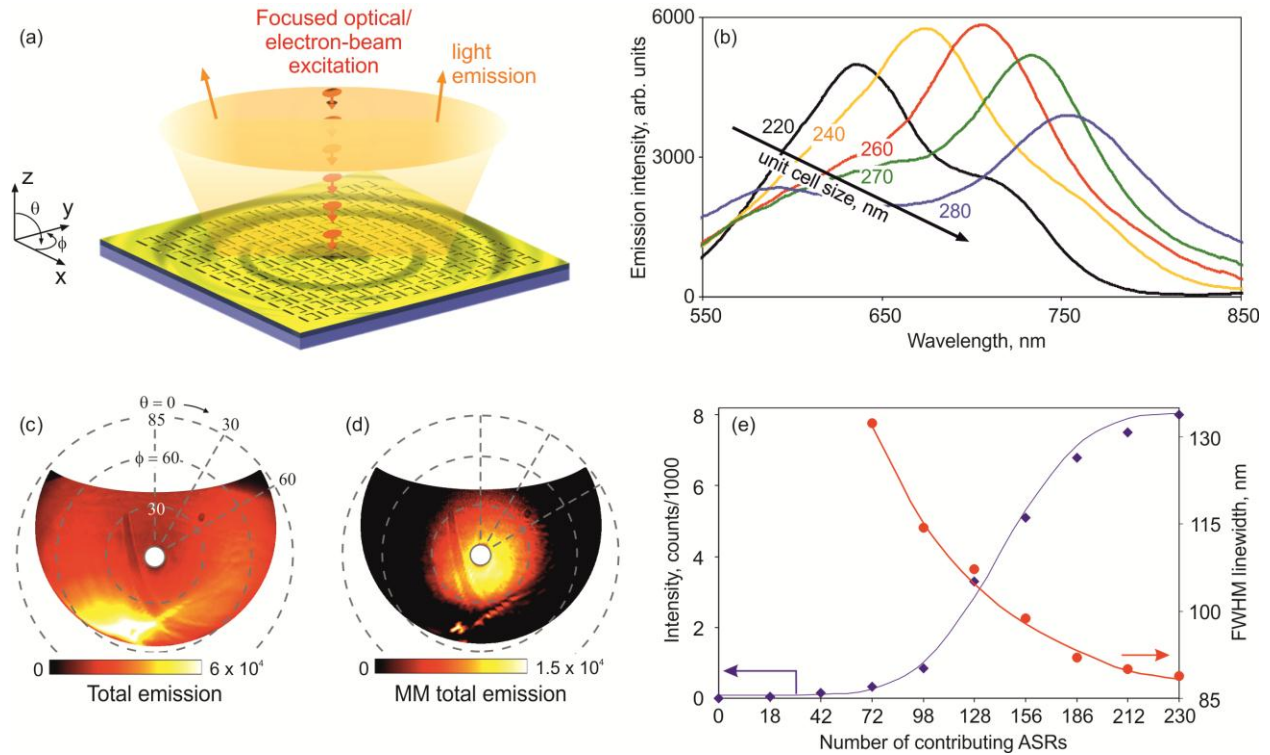 (a)
Focused optical/
electron-beam
excitation
light
emission
z
θ
y
ϕ
x
(b)
6000
3000
0
Emission intensity, arb. units
220
240
260
270
280
unit cell size, nm
550
650
750
850
Wavelength, nm
(c)
θ = 0
85
30
ϕ = 60
60
30
0
6 x 10⁴
Total emission
(d)
0
1.5 x 10⁴
MM total emission
(e)
8
7
6
5
4
3
2
1
0
Intensity, counts/1000
130
115
100
85
FWHM linewidth, nm
0 18 42 72 98 128 156 186 212 230
Number of contributing ASRs